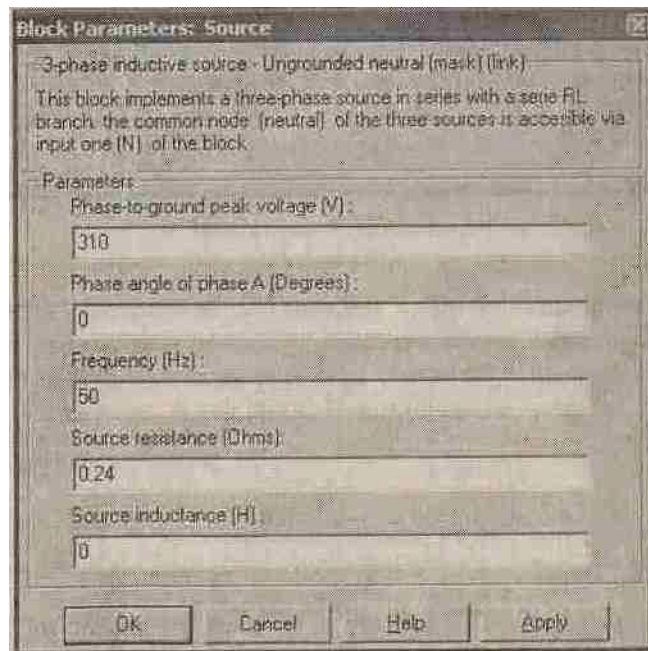 Block Parameters: Source
3-phase inductive source - Ungrounded neutral (mask) (link)
This block implements a three-phase source in series with a serie RL
branch. the common node (neutral) of the three sources is accesible via
input one (N) of the block
Parameters
Phase-to-ground peak voltage (V) :
310
Phase angle of phase A (Degrees) :
0
Frequency (Hz) :
50
Source resistance (Ohms):
0.24
Source inductance (H)
0
OK Cancel Help Apply